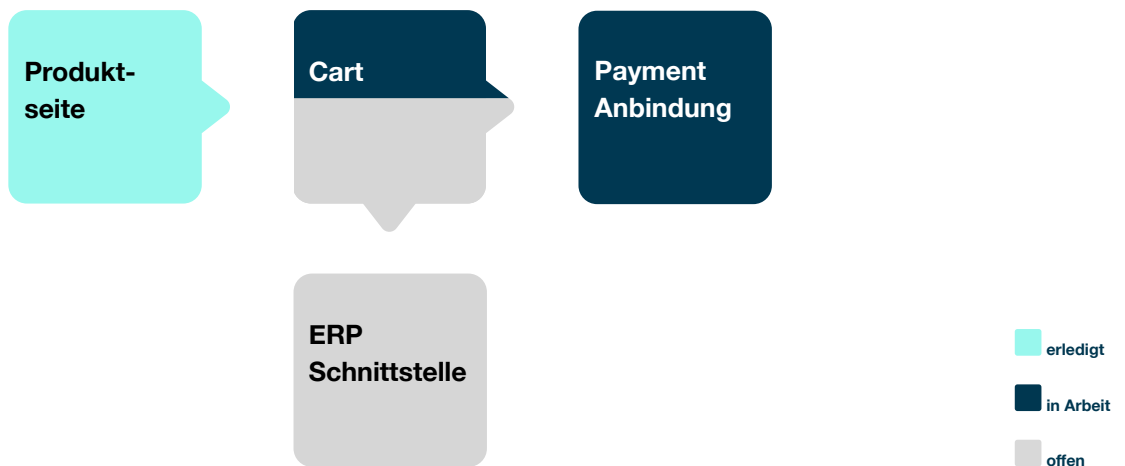 Produkt-
seite
Cart
Payment
Anbindung
ERP
Schnittstelle
erledigt
in Arbeit
offen